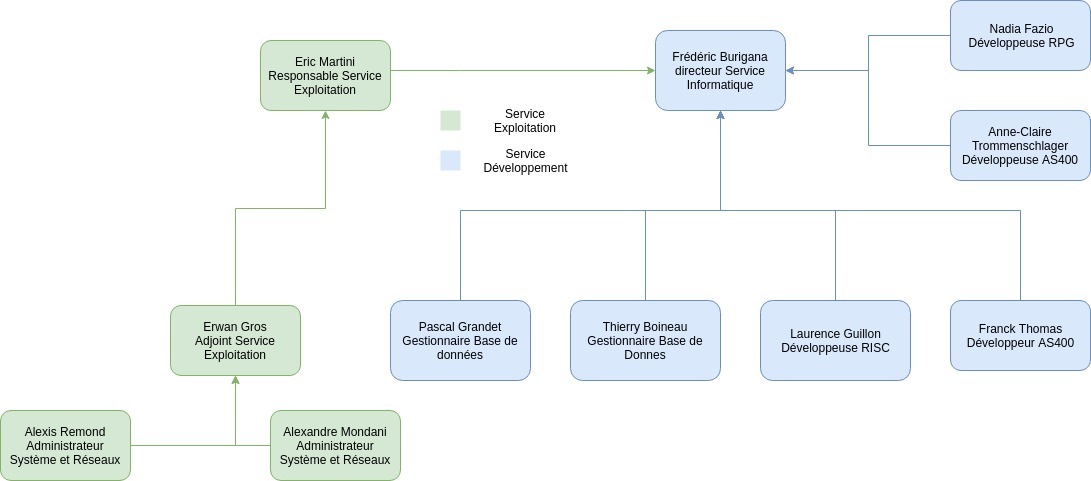 Nadia Fazio
Développeuse RPG
Eric Martini
Responsable Service
Exploitation
Frédéric Burigana
directeur Service
Informatique
Service
Exploitation
Service
Développement
Anne-Claire
Trommenschlager
Développeuse AS400
Erwan Gros
Adjoint Service
Exploitation
Pascal Grandet
Gestionnaire Base de
données
Thierry Boineau
Gestionnaire Base de
Donnes
Laurence Guillon
Développeuse RISC
Franck Thomas
Développeur AS400
Alexis Remond
Administrateur
Système et Réseaux
Alexandre Mondani
Administrateur
Système et Réseaux